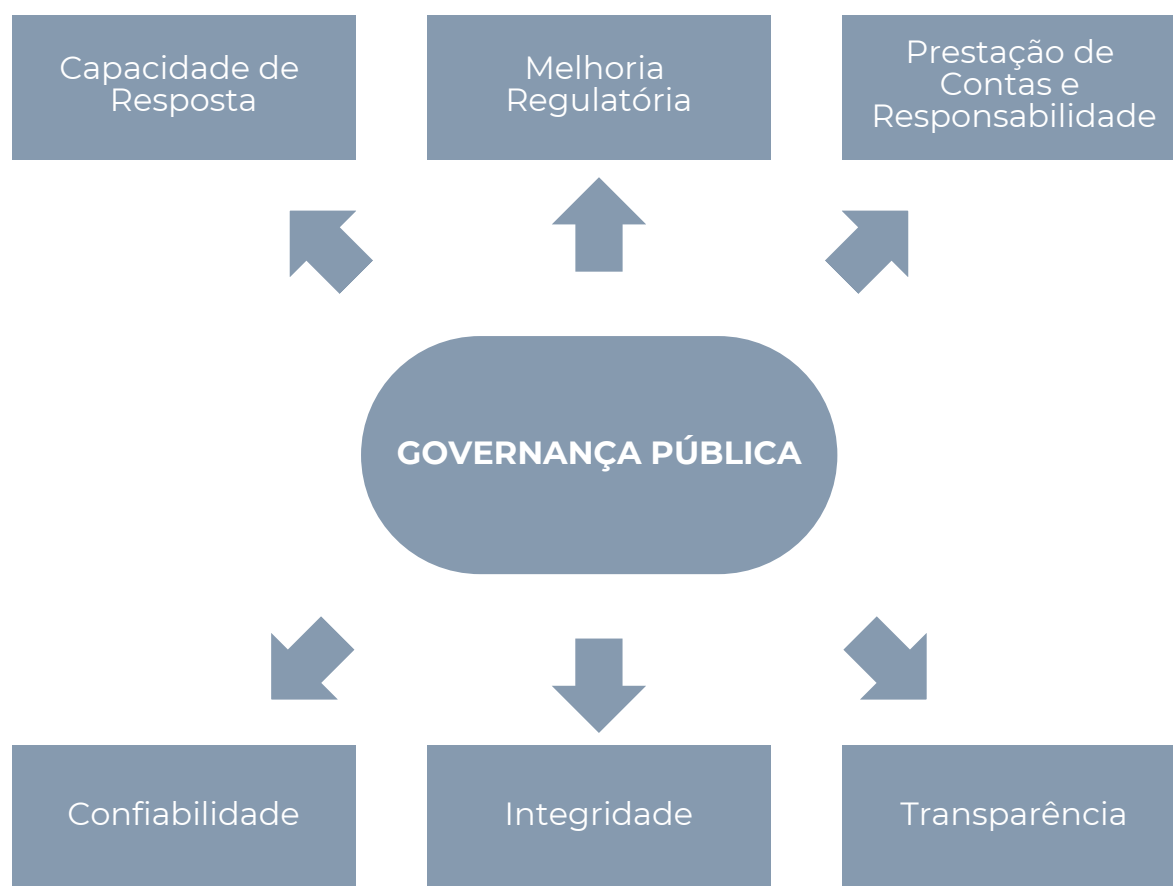 Capacidade de
Resposta
Melhoria
Regulatória
Prestação de
Contas e
Responsabilidade
GOVERNANÇA PÚBLICA
Confiabilidade
Integridade
Transparência